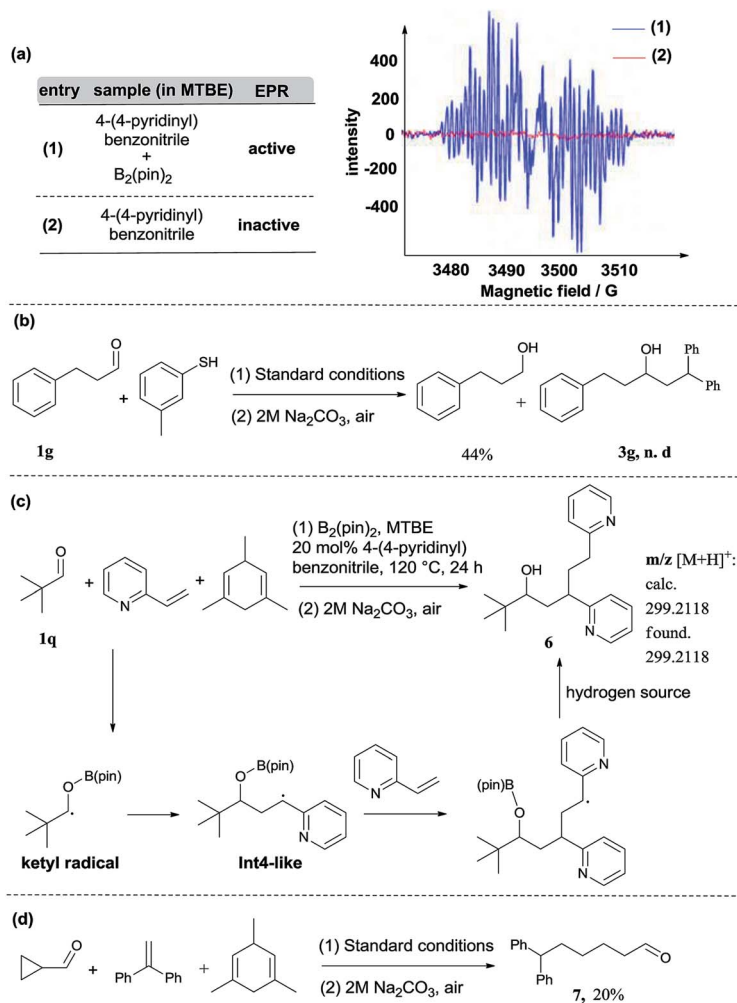 (a)
entry sample (in MTBE) EPR
(1) 4-(4-pyridinyl) benzonitrile + B2(pin)2 active
(2) 4-(4-pyridinyl) benzonitrile inactive
(1)
(2)
intensity
400
200
0
-200
-400
3480 3490 3500 3510
Magnetic field / G
(b)
O
SH
(1) Standard conditions
(2) 2M Na2CO3, air
OH
OH Ph
Ph
+
+
1g
44%
3g, n. d
(c)
O
N
+
+
(1) B2(pin)2, MTBE
20 mol% 4-(4-pyridinyl)
benzonitrile, 120 °C, 24 h
(2) 2M Na2CO3, air
N
OH
N
m/z [M+H]+:
calc.
299.2118
found.
299.2118
1q
6
hydrogen source
B(pin)
O
ketyl radical
B(pin)
O
N
Int4-like
N
N
(pin)B
O
N
(d)
O
Ph Ph
+
+
(1) Standard conditions
(2) 2M Na2CO3, air
Ph
Ph
O
7, 20%